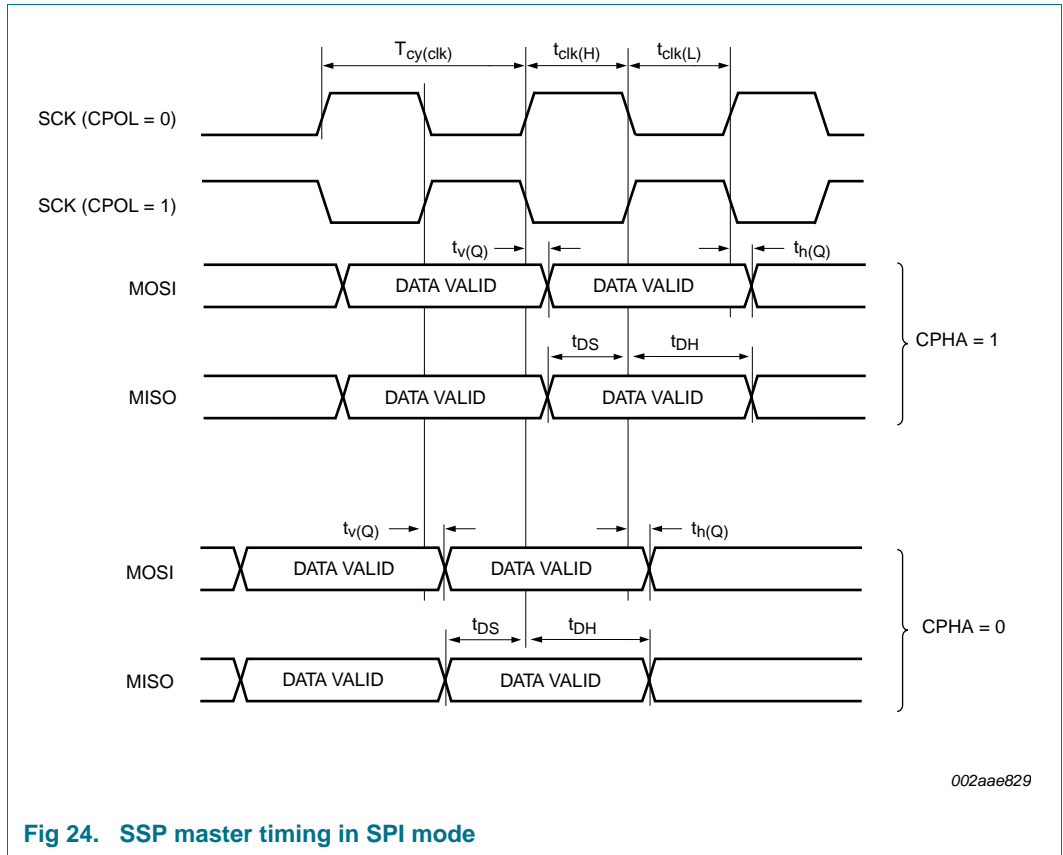 Tcy(clk) tclk(H) tclk(L)
SCK (CPOL = 0)
SCK (CPOL = 1)
tv(Q) th(Q)
MOSI DATA VALID DATA VALID
CPHA = 1
tDS tDH
MISO DATA VALID DATA VALID
tv(Q) th(Q)
MOSI DATA VALID DATA VALID
CPHA = 0
tDS tDH
MISO DATA VALID DATA VALID
002aae829
Fig 24. SSP master timing in SPI mode